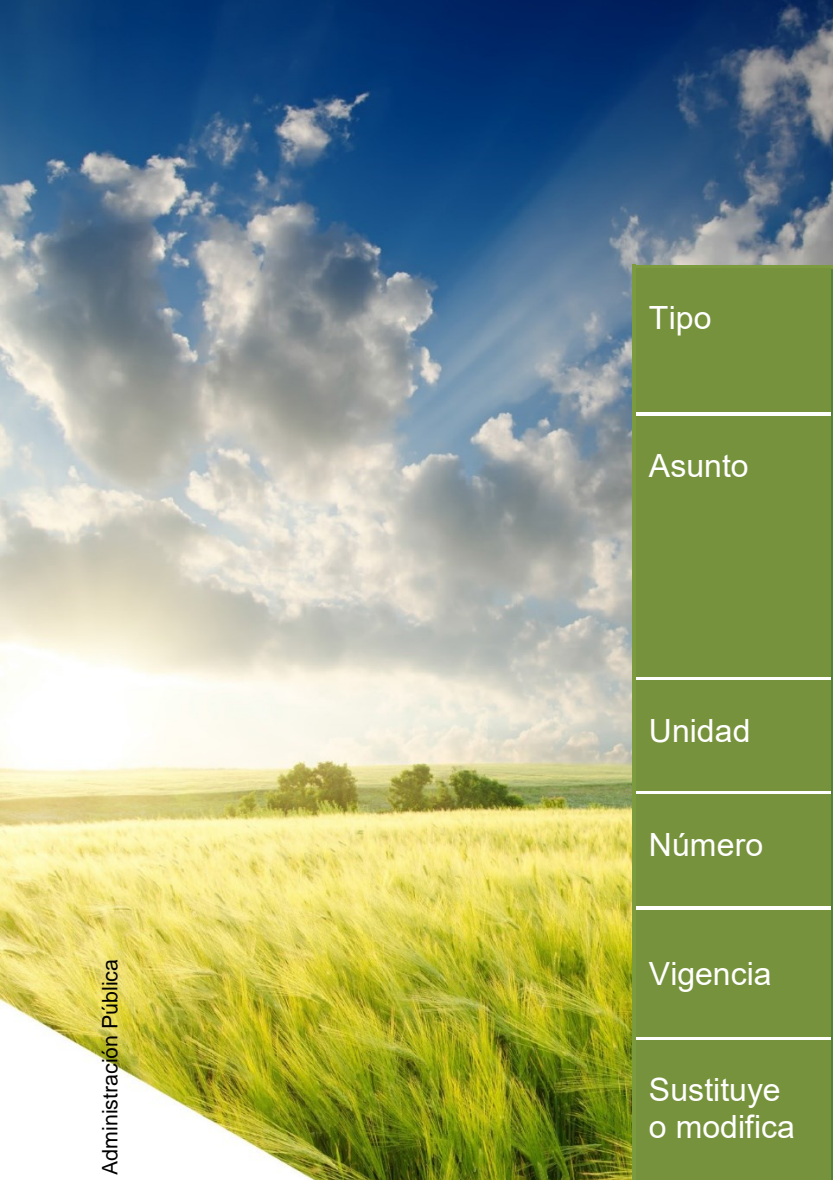 Tipo
Asunto
Unidad
Número
Vigencia
Sustituye
o modifica
Administración Pública